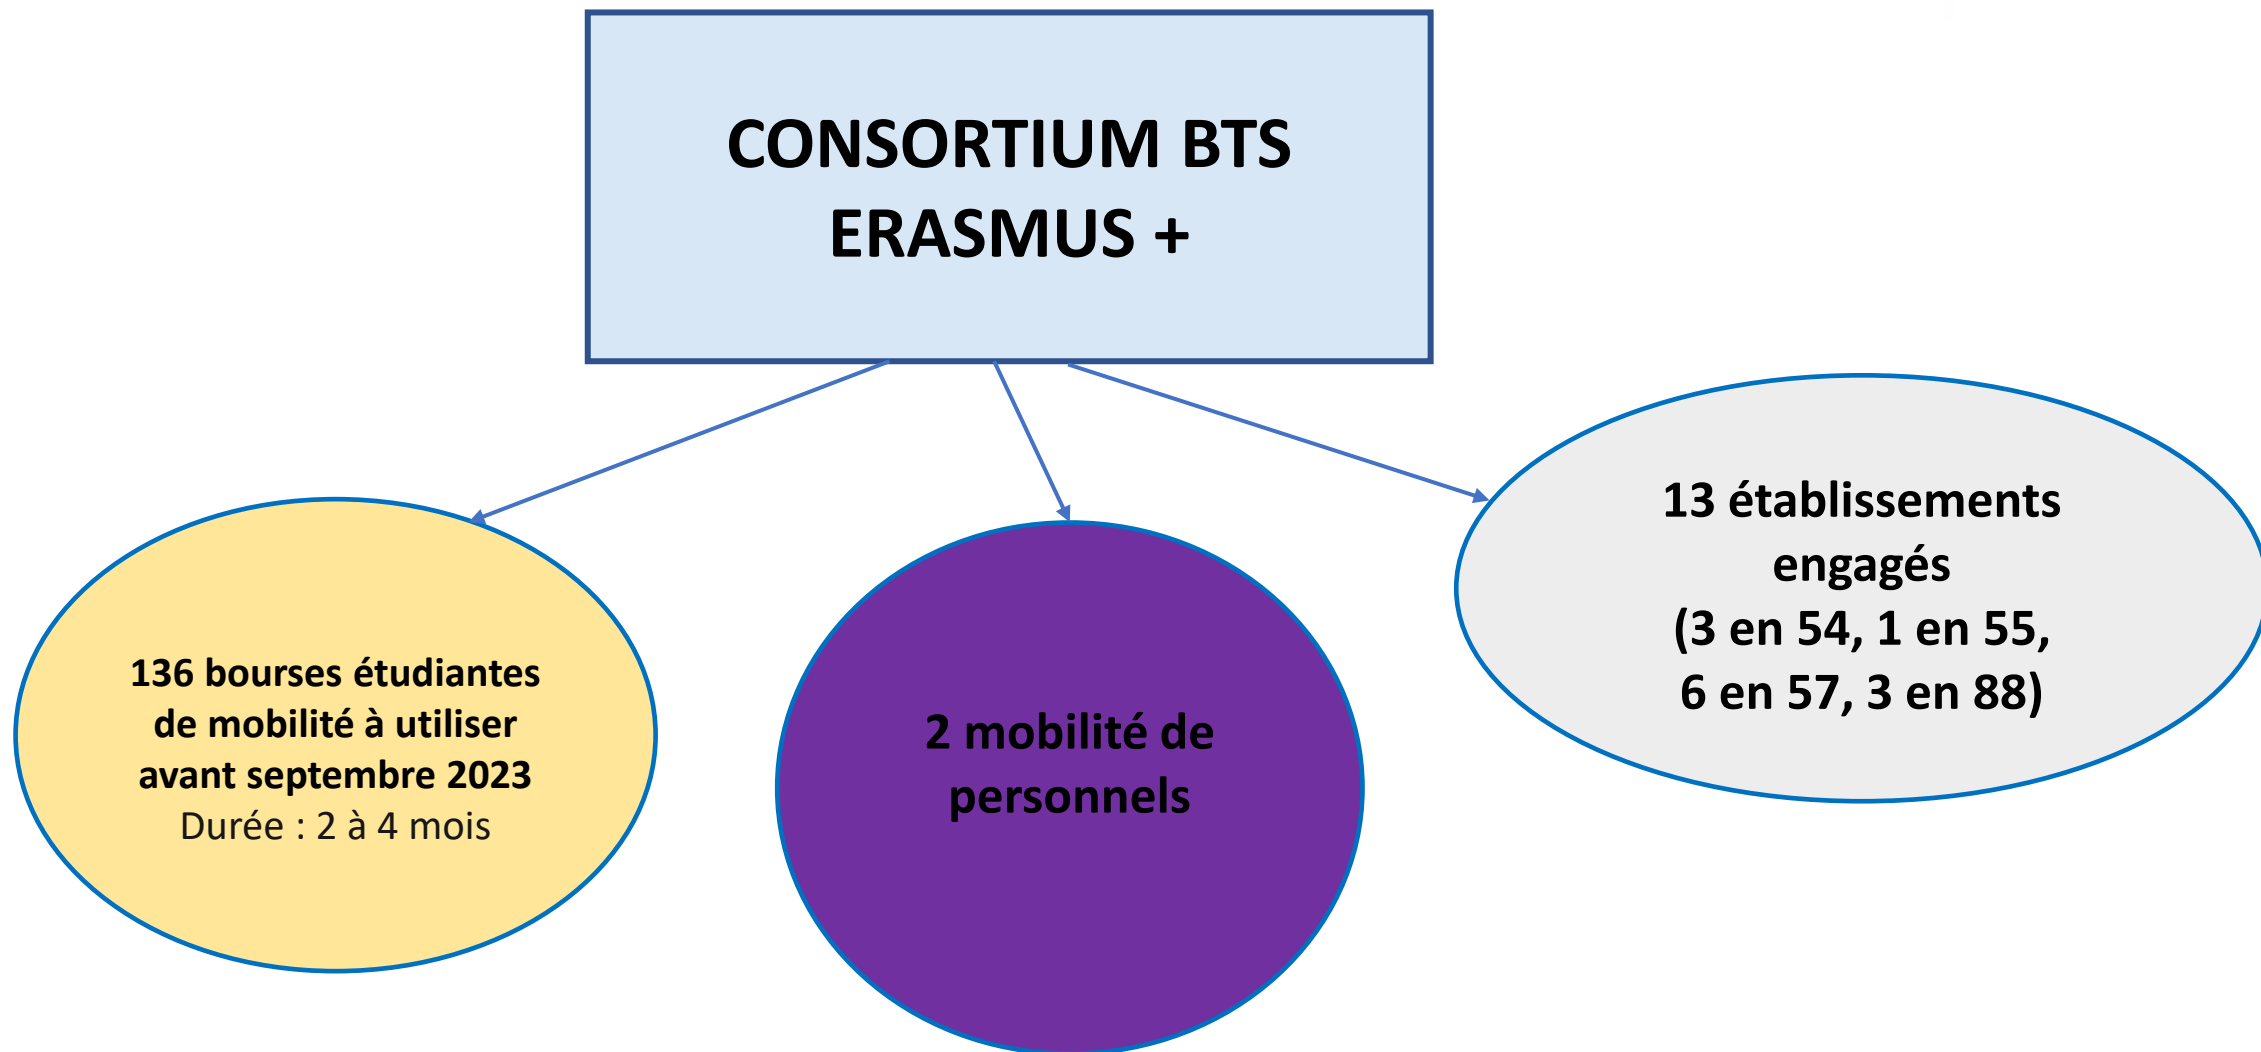 CONSORTIUM BTS
ERASMUS +
136 bourses étudiantes
de mobilité à utiliser
avant septembre 2023
Durée : 2 à 4 mois
2 mobilité de
personnels
13 établissements
engagés
(3 en 54, 1 en 55,
6 en 57, 3 en 88)